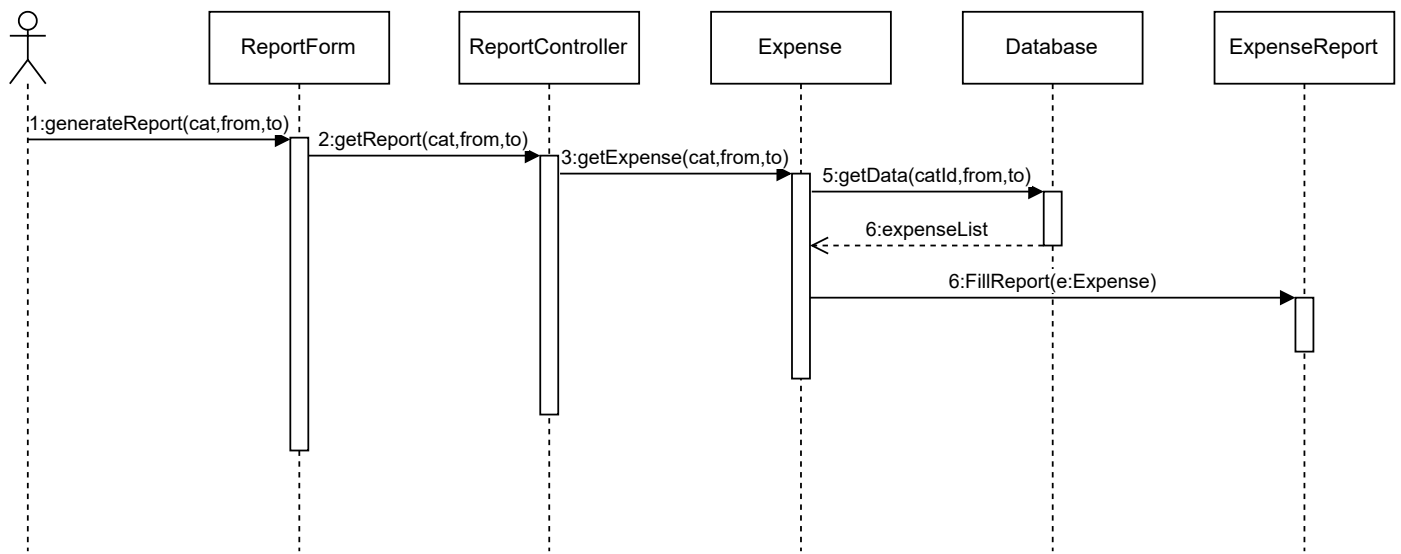 ReportForm
ReportController
Expense
Database
ExpenseReport
1:generateReport(cat,from,to)
2:getReport(cat,from,to)
3:getExpense(cat,from,to)
5:getData(catId,from,to)
6:expenseList
6:FillReport(e:Expense)